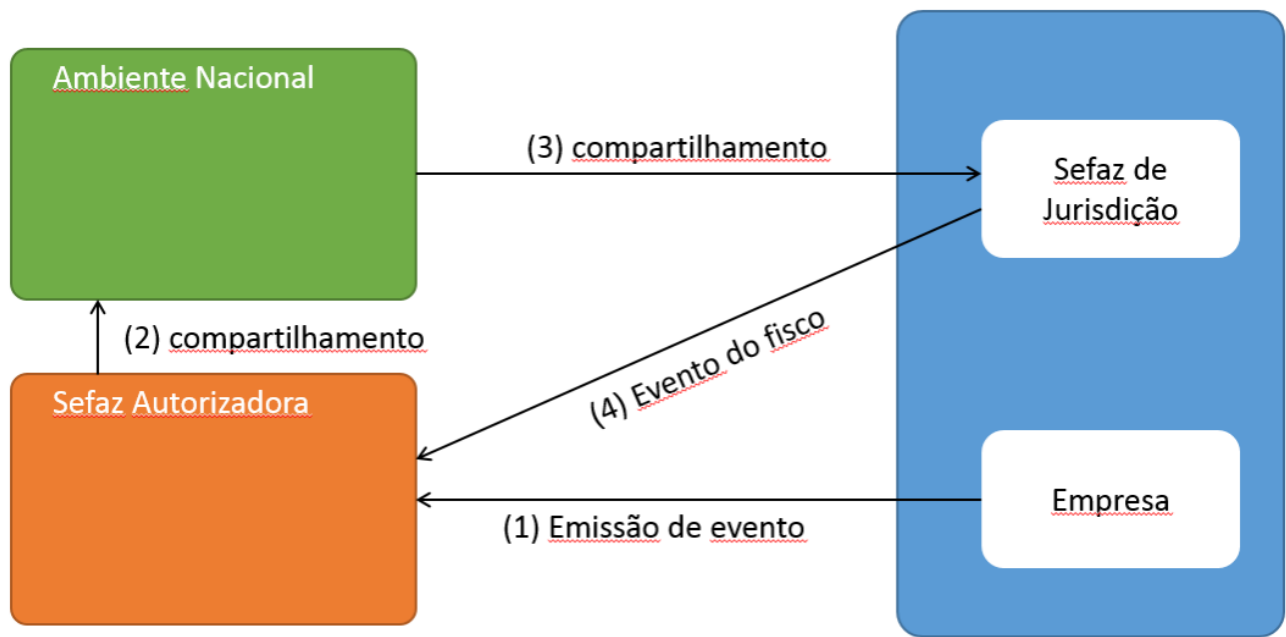 Ambiente Nacional
(3) compartilhamento
Sefaz de
Jurisdição
(2) compartilhamento
(4) Evento do fisco
Sefaz Autorizadora
Empresa
(1) Emissão de evento